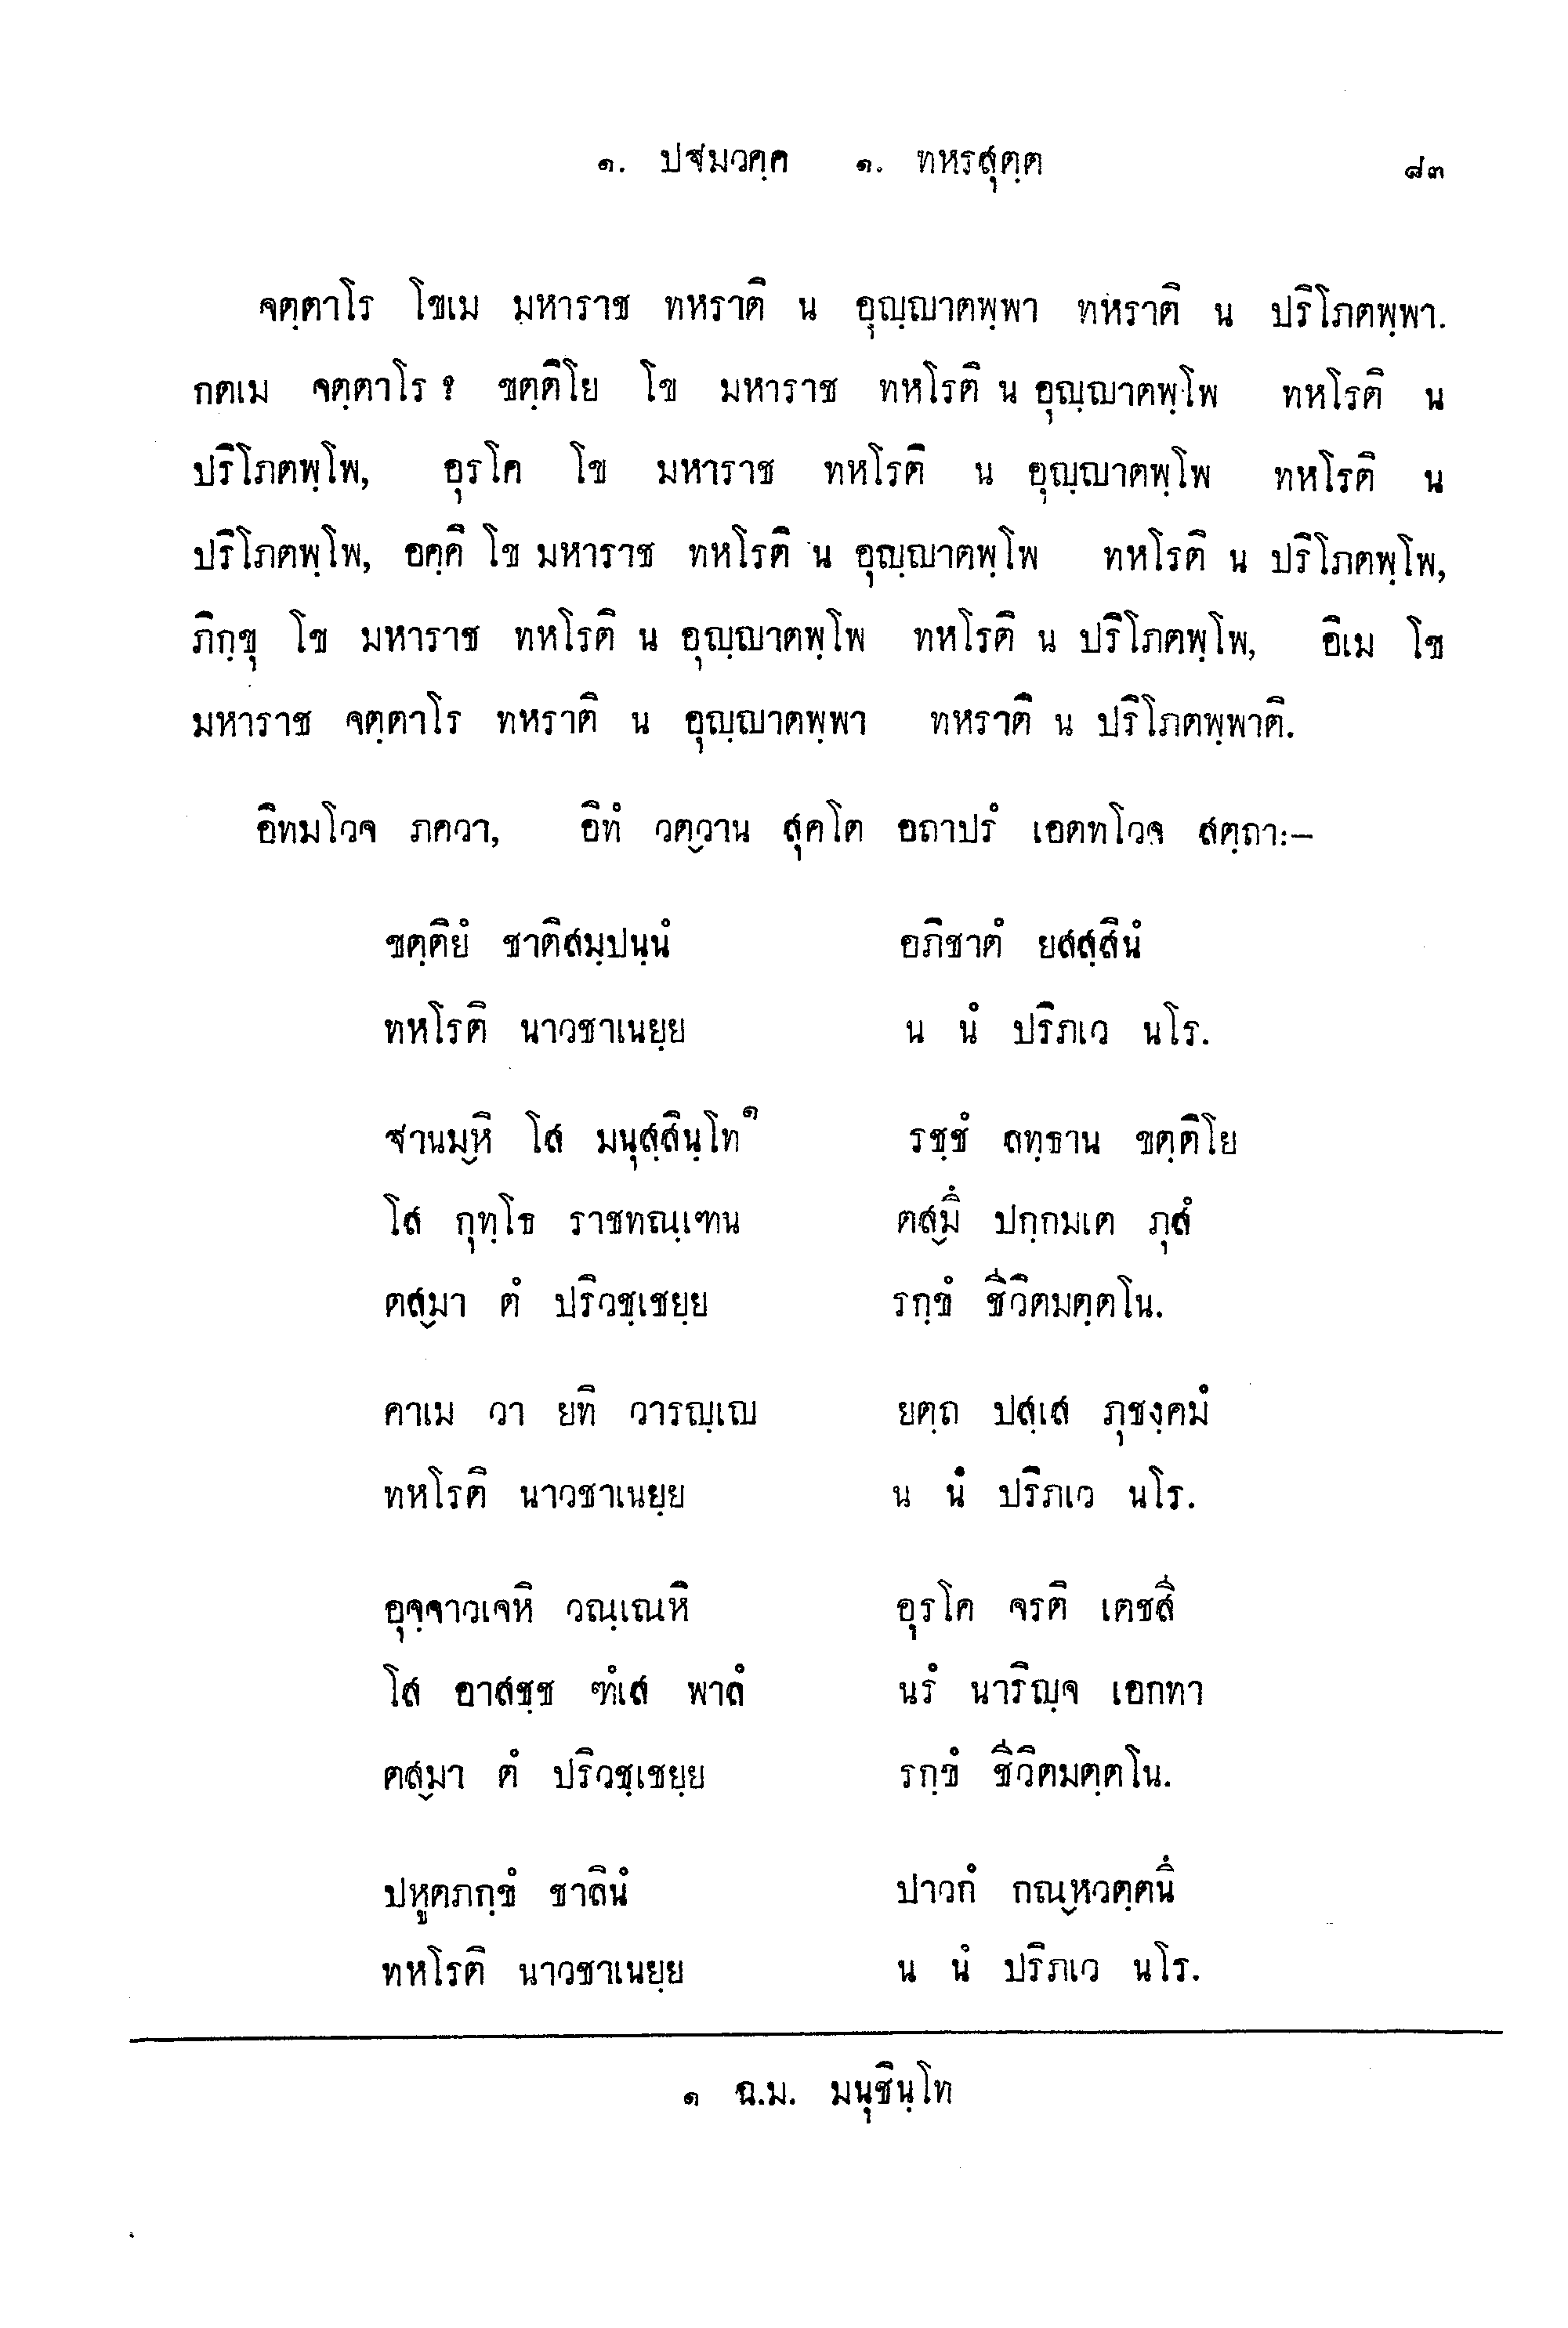 ๑. ปฐมวคฺค ๑. ทหรสุตฺต ๘๓
จตฺตาโร โขเม มหาราช ทหราติ น อุญฺญาตพฺพา ทหราติ น ปริโภตพฺพา.
กตเม จตฺตาโร ? ขตฺติโย โข มหาราช ทหโรติ น อุญฺญาตพฺโพ ทหโรติ น
ปริโภตพฺโพ, อุรโค โข มหาราช ทหโรติ น อุญฺญาตพฺโพ ทหโรติ น
ปริโภตพฺโพ, อคฺคิ โข มหาราช ทหโรติ น อุญฺญาตพฺโพ ทหโรติ น ปริโภตพฺโพ,
ภิกฺขุ โข มหาราช ทหโรติ น อุญฺญาตพฺโพ ทหโรติ น ปริโภตพฺโพ, อิเม โข
มหาราช จตฺตาโร ทหราติ น อุญฺญาตพฺพา ทหราติ น ปริโภตพฺพาติ.
อิทมโวจ ภควา, อิทํ วตฺวาน สุคโต อถาปรํ เอตทโวจ สตฺถา:–
ขตฺติยํ ชาติสมฺปนฺนํ อภิชาตํ ยสสฺสินํ
ทหโรติ นาวชาเนยฺย น นํ ปริภเว นโร.
ฐานมฺหิ โส มนุสฺสินฺโท๑ รชฺชํ ลทฺธาน ขตฺติโย
โส กุทฺโธ ราชทณฺเฑน ตสฺมึ ปกฺกมเต ภุสํ
ตสฺมา ตํ ปริวชฺเชยฺย รกฺขํ ชีวิตมตฺตโน.
คาเม วา ยทิ วารญฺเญ ยตฺถ ปสฺเส ภุชงฺคมํ
ทหโรติ นาวชาเนยฺย น นํ ปริภเว นโร.
อุจฺจาวเจหิ วณฺเณหิ อุรโค จรติ เตชสี
โส อาสชฺช ฑํเส พาลํ นรํ นาริญฺจ เอกทา
ตสฺมา ตํ ปริวชฺเชยฺย รกฺขํ ชีวิตมตฺตโน.
ปหูตภกฺขํ ชาลินํ ปาวกํ กณฺหวตฺตนึ
ทหโรติ นาวชาเนยฺย น นํ ปริภเว นโร.
๑ ฉ.ม. มนุชินฺโท